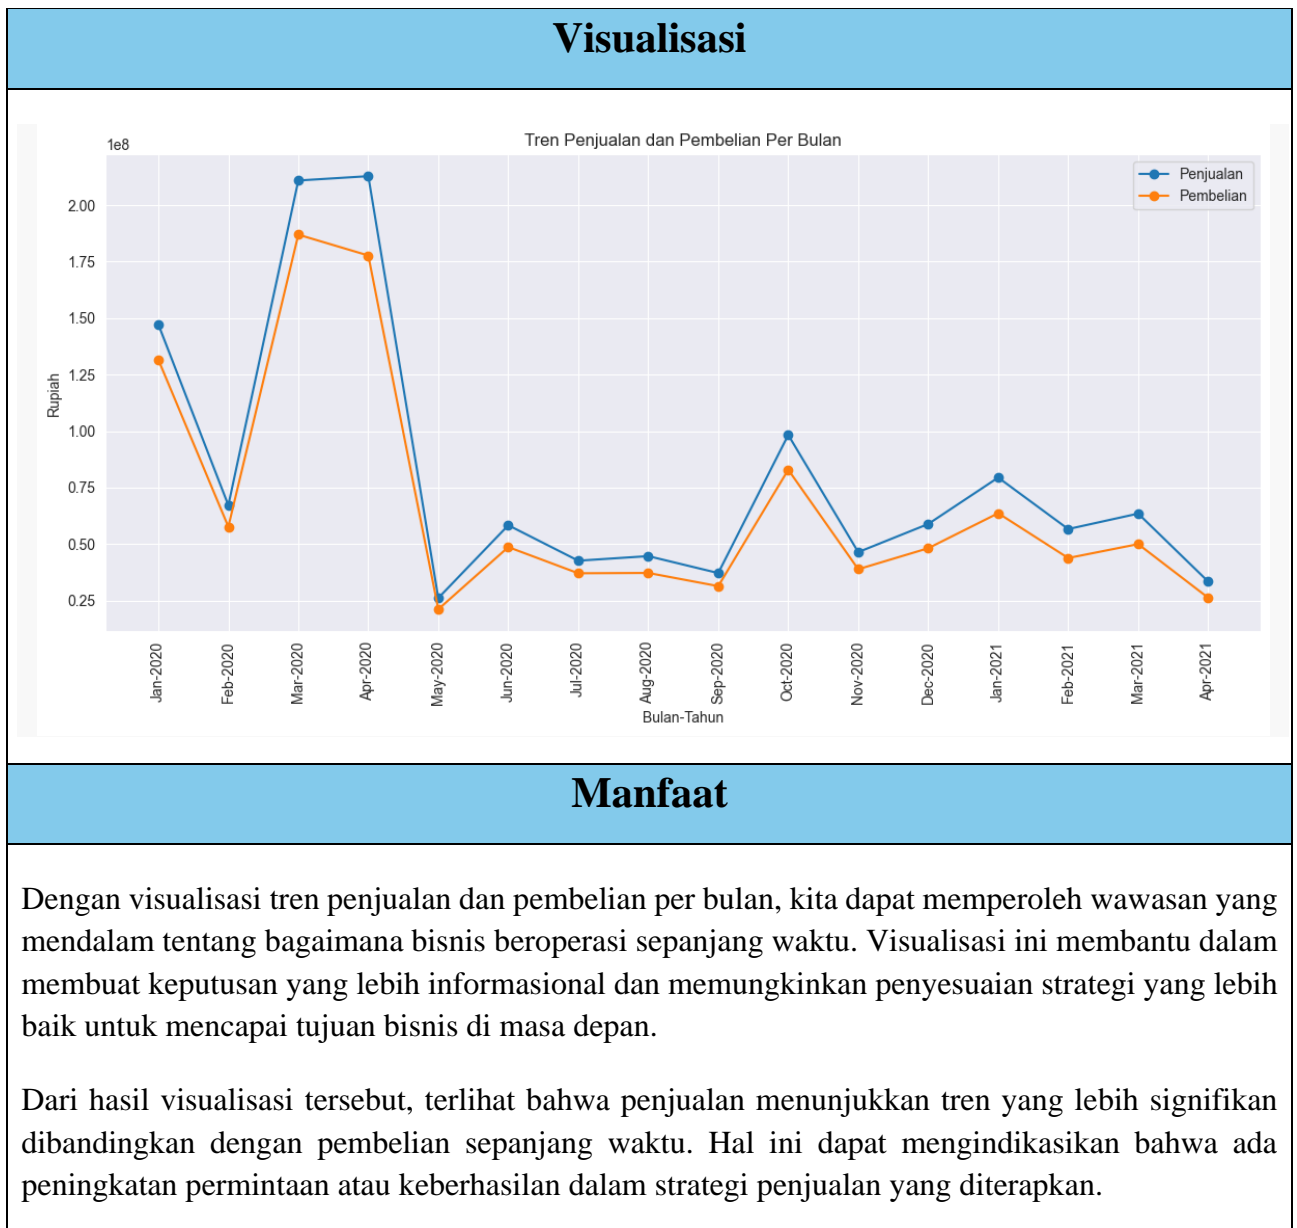 Visualisasi
Tren Penjualan dan Pembelian Per Bulan
1e8
Penjualan
Pembelian
2.00
1.75
1.50
1.25
1.00
0.75
0.50
0.25
Rupiah
Jan-2020
Feb-2020
Mar-2020
Apr-2020
May-2020
Jun-2020
Jul-2020
Aug-2020
Sep-2020
Oct-2020
Nov-2020
Dec-2020
Jan-2021
Feb-2021
Mar-2021
Apr-2021
Bulan-Tahun
Manfaat
Dengan visualisasi tren penjualan dan pembelian per bulan, kita dapat memperoleh wawasan yang
mendalam tentang bagaimana bisnis beroperasi sepanjang waktu. Visualisasi ini membantu dalam
membuat keputusan yang lebih informasional dan memungkinkan penyesuaian strategi yang lebih
baik untuk mencapai tujuan bisnis di masa depan.
Dari hasil visualisasi tersebut, terlihat bahwa penjualan menunjukkan tren yang lebih signifikan
dibandingkan dengan pembelian sepanjang waktu. Hal ini dapat mengindikasikan bahwa ada
peningkatan permintaan atau keberhasilan dalam strategi penjualan yang diterapkan.